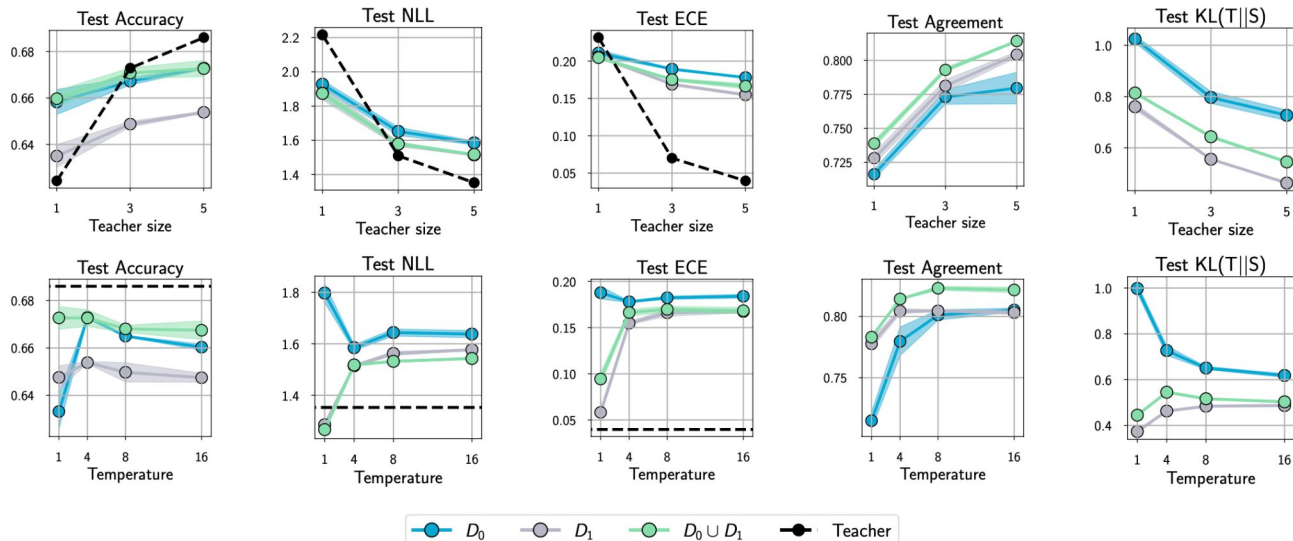 Test Accuracy
0.68
0.66
0.64
1
3
5
Teacher size
Test NLL
2.2
2.0
1.8
1.6
1.4
1
3
5
Teacher size
Test ECE
0.20
0.15
0.10
0.05
1
3
5
Teacher size
Test Agreement
0.800
0.775
0.750
0.725
1
3
5
Teacher size
Test KL(T||S)
1.0
0.8
0.6
1
3
5
Teacher size
Test Accuracy
0.68
0.66
0.64
1
4
8
16
Temperature
Test NLL
1.8
1.6
1.4
1
4
8
16
Temperature
Test ECE
0.20
0.15
0.10
0.05
1
4
8
16
Temperature
Test Agreement
0.80
0.75
1
4
8
16
Temperature
Test KL(T||S)
1.0
0.8
0.6
0.4
1
4
8
16
Temperature
D₀
D₁
D₀ ∪ D₁
Teacher